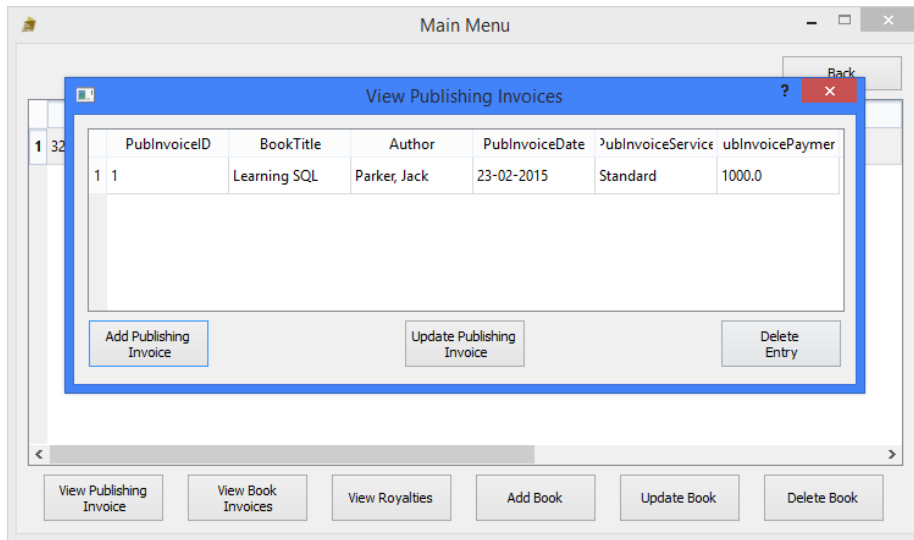 Main Menu
Back
View Publishing Invoices
?
PubInvoiceID BookTitle Author PubInvoiceDate PubInvoiceService ubInvoicePaymer
1 32
1 1 Learning SQL Parker, Jack 23-02-2015 Standard 1000.0
Add Publishing
Invoice
Update Publishing
Invoice
Delete
Entry
View Publishing
Invoice
View Book
Invoices
View Royalties
Add Book
Update Book
Delete Book